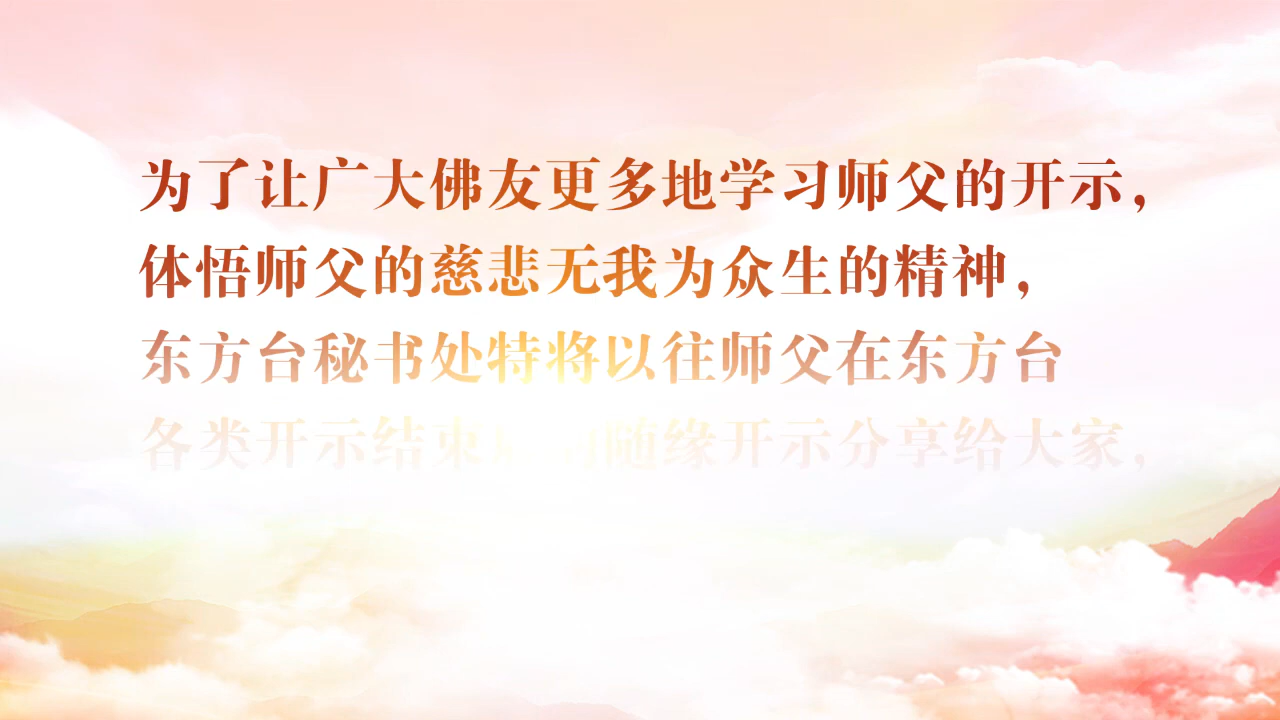 为了让广大佛友更多地学习师父的开示，
体悟师父的慈悲无我为众生的精神，
东方台秘书处特将以往师父在东方台
各类开示结束后的随缘开示分享给大家，